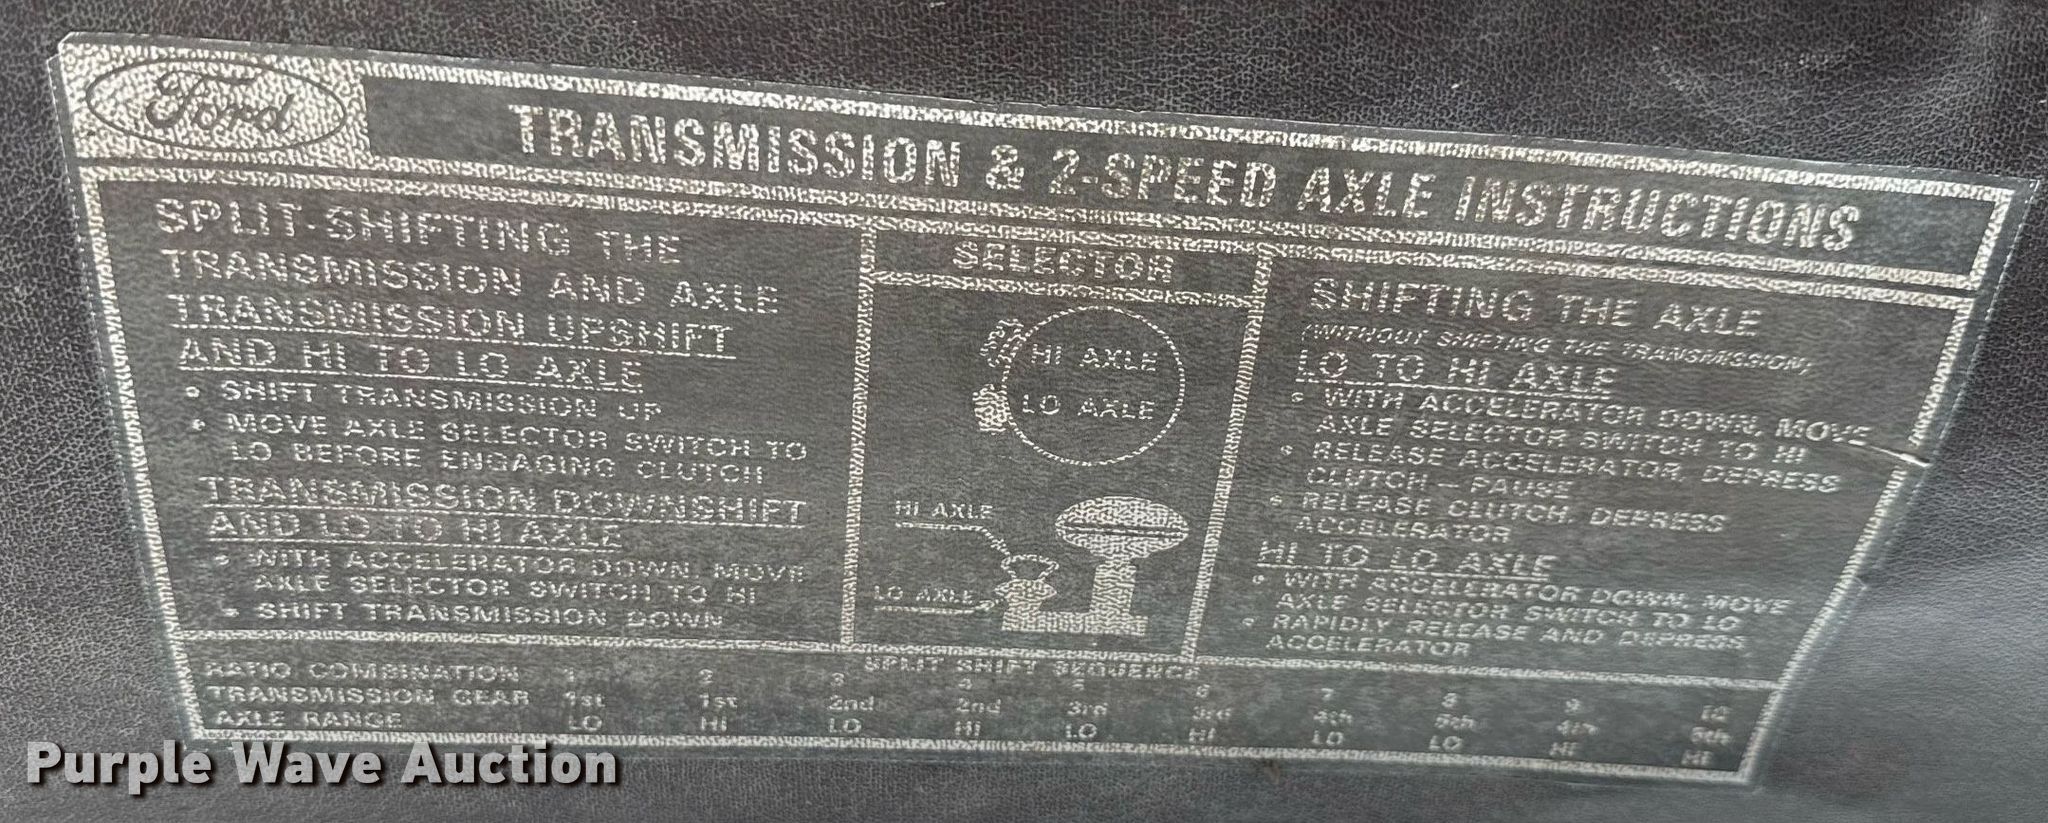 Ford
TRANSMISSION & 2-SPEED AXLE INSTRUCTIONS
SPLIT-SHIFTING THE
TRANSMISSION AND AXLE
TRANSMISSION UPSHIFT
AND HI TO LO AXLE
• SHIFT TRANSMISSION UP
• MOVE AXLE SELECTOR SWITCH TO
LO BEFORE ENGAGING CLUTCH
TRANSMISSION DOWNSHIFT
AND LO TO HI AXLE
• WITH ACCELERATOR DOWN, MOVE
AXLE SELECTOR SWITCH TO HI
• SHIFT TRANSMISSION DOWN
SELECTOR
HI AXLE
LO AXLE
HI AXLE
LO AXLE
SHIFTING THE AXLE
(WITHOUT SHIFTING THE TRANSMISSION)
LO TO HI AXLE
• WITH ACCELERATOR DOWN, MOVE
AXLE SELECTOR SWITCH TO HI
• RELEASE ACCELERATOR, DEPRESS
CLUTCH - PAUSE
• RELEASE CLUTCH, DEPRESS
ACCELERATOR
HI TO LO AXLE
• WITH ACCELERATOR DOWN, MOVE
AXLE SELECTOR SWITCH TO LO
• RAPIDLY RELEASE AND DEPRESS
ACCELERATOR
SPLIT SHIFT SEQUENCE
RATIO COMBINATION 1 2 3 4 5 6 7 8 9 10
TRANSMISSION GEAR 1st 1st 2nd 2nd 3rd 3rd 4th 5th 4th 5th
AXLE RANGE LO HI LO HI LO HI LO LO HI HI
Purple Wave Auction